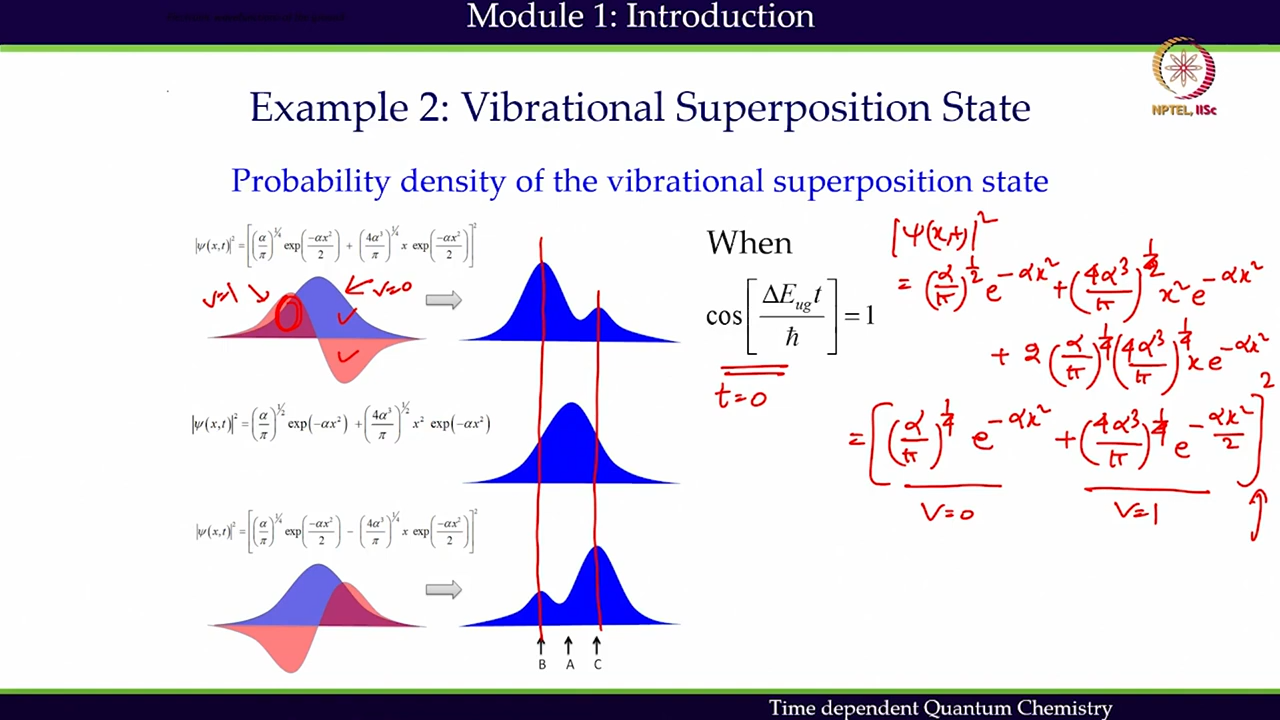 Module 1: Introduction
NPTEL, IISc
Example 2: Vibrational Superposition State
Probability density of the vibrational superposition state
|ψ(x,t)|² = [(α/π)^¼ exp(−αx²/2) + (4α³/π)^¼ x exp(−αx²/2)]²
v=1
v=0
|ψ(x,t)|² = (α/π)^½ exp(−αx²) + (4α³/π)^½ x² exp(−αx²)
|ψ(x,t)|² = [(α/π)^¼ exp(−αx²/2) − (4α³/π)^¼ x exp(−αx²/2)]²
B A C
When
cos[ΔE_ug t/ħ] = 1
t=0
|ψ(x,t)|²
= (α/π)^½ e^−αx² + (4α³/π)^½ x² e^−αx²
+ 2 (α/π)^¼ (4α³/π)^¼ x e^−αx²
= [(α/π)^¼ e^−αx² + (4α³/π)^¼ e^−αx²/2]²
v=0 v=1
Time dependent Quantum Chemistry